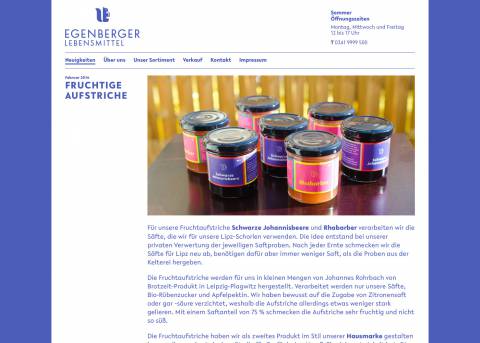 EGENBERGER
LEBENSMITTEL
Sommer
Öffnungszeiten
Montag, Mittwoch und Freitag
12 bis 17 Uhr
T 0341 9999 500
Neuigkeiten Über uns Unser Sortiment Verkauf Kontakt Impressum
Februar 2016
FRUCHTIGE
AUFSTRICHE
Schwarze
Johannisbeere
Rhabarber
Schwarze
Johannisbeere
Für unsere Fruchtaufstriche Schwarze Johannisbeere und Rhabarber verarbeiten wir die
Säfte, die wir für unsere Lipz-Schorlen verwenden. Die Idee entstand bei unserer
privaten Verwertung der jeweiligen Saftproben. Nach jeder Ernte schmecken wir die
Säfte für Lipz neu ab, benötigen dafür aber immer weniger Saft, als die Proben aus der
Kelterei hergeben.
Die Fruchtaufstriche werden für uns in kleinen Mengen von Johannes Rohrbach von
Brotzeit-Produkt in Leipzig-Plagwitz hergestellt. Verarbeitet werden nur unsere Säfte,
Bio-Rübenzucker und Apfelpektin. Wir haben bewusst auf die Zugabe von Zitronensaft
oder gar -säure verzichtet, weshalb die Aufstriche allerdings etwas weniger stark
gelieren. Mit einem Saftanteil von 75 % schmecken die Aufstriche sehr fruchtig und nicht
so süß.
Die Fruchtaufstriche haben wir als zweites Produkt im Stil unserer Hausmarke gestalten